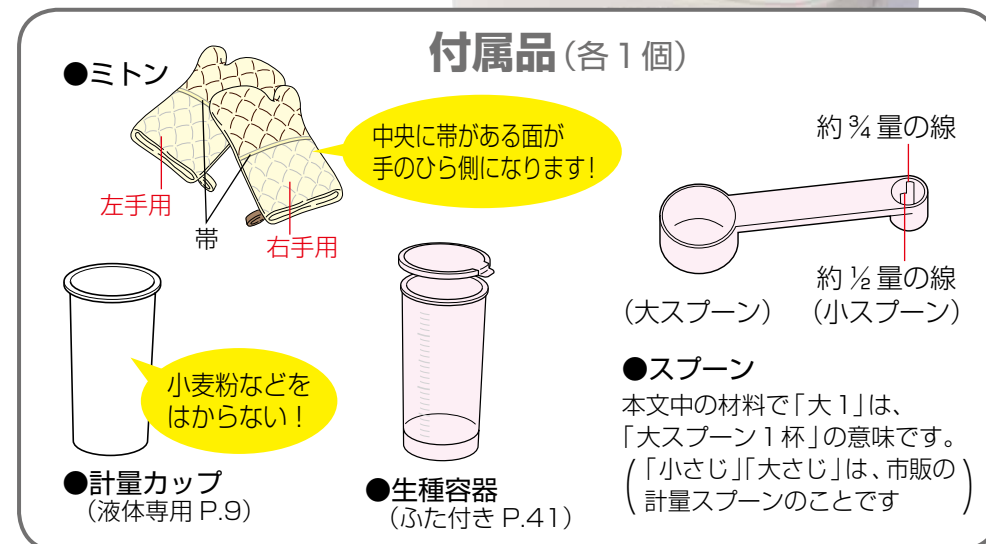 付属品(各1個)
●ミトン
中央に帯がある面が
手のひら側になります!
左手用
帯
右手用
約¾量の線
約½量の線
(大スプーン)
(小スプーン)
小麦粉などを
はからない!
●計量カップ
(液体専用 P.9)
●生種容器
(ふた付き P.41)
●スプーン
本文中の材料で「大1」は、
「大スプーン1杯」の意味です。
(「小さじ」「大さじ」は、市販の
計量スプーンのことです)